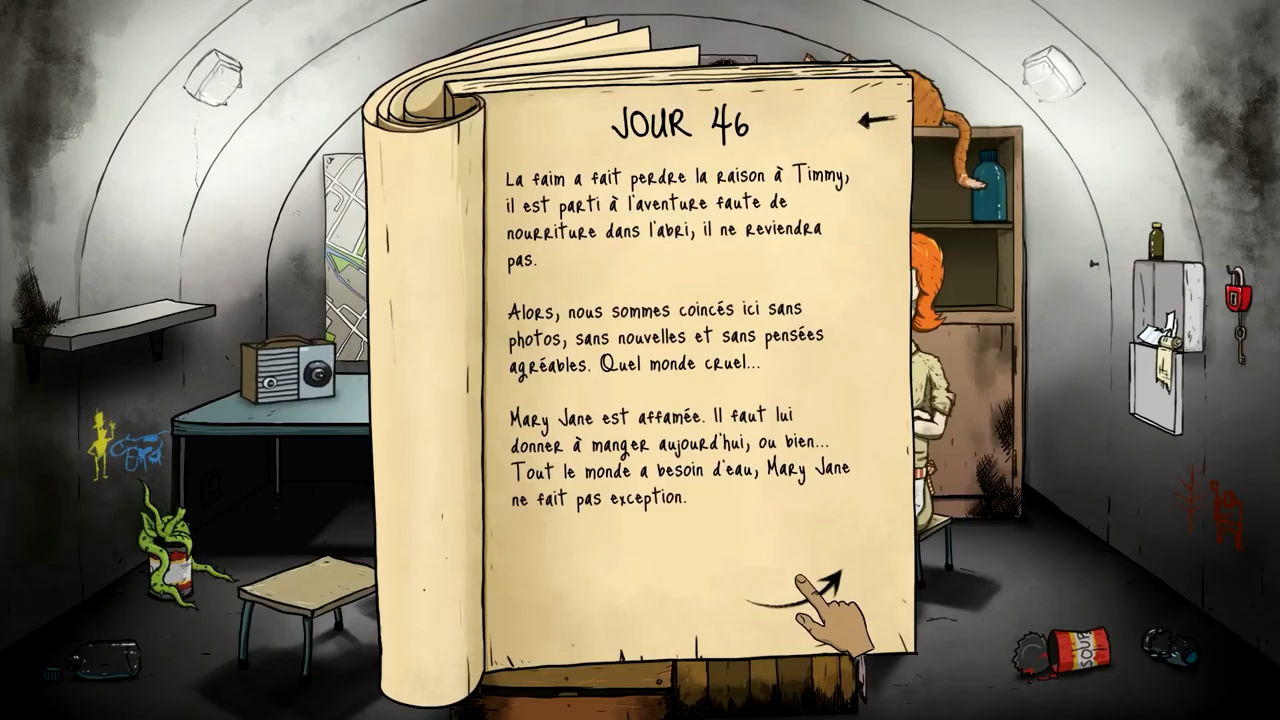 JOUR 46
La faim a fait perdre la raison à Timmy,
il est parti à l'aventure faute de
nourriture dans l'abri, il ne reviendra
pas.
Alors, nous sommes coincés ici sans
photos, sans nouvelles et sans pensées
agréables. Quel monde cruel...
Mary Jane est affamée. Il faut lui
donner à manger aujourd'hui, ou bien...
Tout le monde a besoin d'eau, Mary Jane
ne fait pas exception.
SOUP